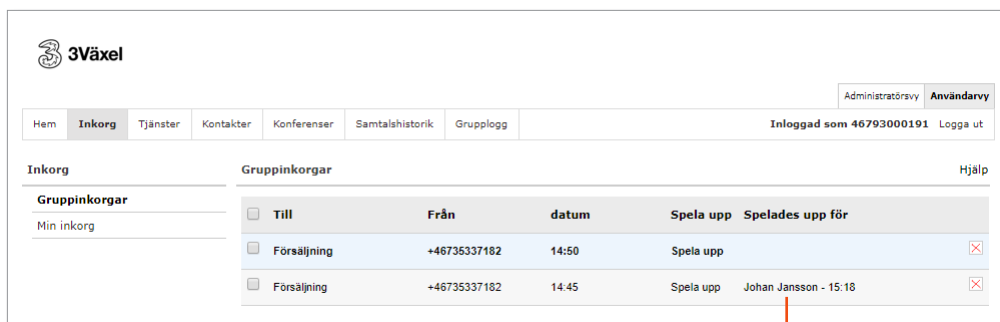 3Växel
Administratörsvy Användarvy
Hem Inkorg Tjänster Kontakter Konferenser Samtalshistorik Grupplogg Inloggad som 46793000191 Logga ut
Inkorg Gruppinkorgar Hjälp
Gruppinkorgar
Min inkorg
Till Från datum Spela upp Spelades upp för
Försäljning +46735337182 14:50 Spela upp
Försäljning +46735337182 14:45 Spela upp Johan Jansson - 15:18